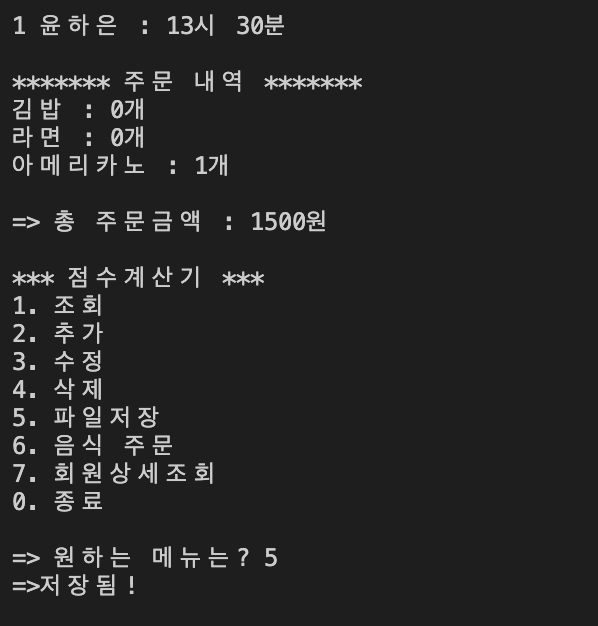 1 윤하은 : 13시 30분
******* 주문 내역 *******
김밥 : 0개
라면 : 0개
아메리카노 : 1개
=> 총 주문금액 : 1500원
*** 점수계산기 ***
1. 조회
2. 추가
3. 수정
4. 삭제
5. 파일저장
6. 음식 주문
7. 회원상세조회
0. 종료
=> 원하는 메뉴는? 5
=>저장됨!